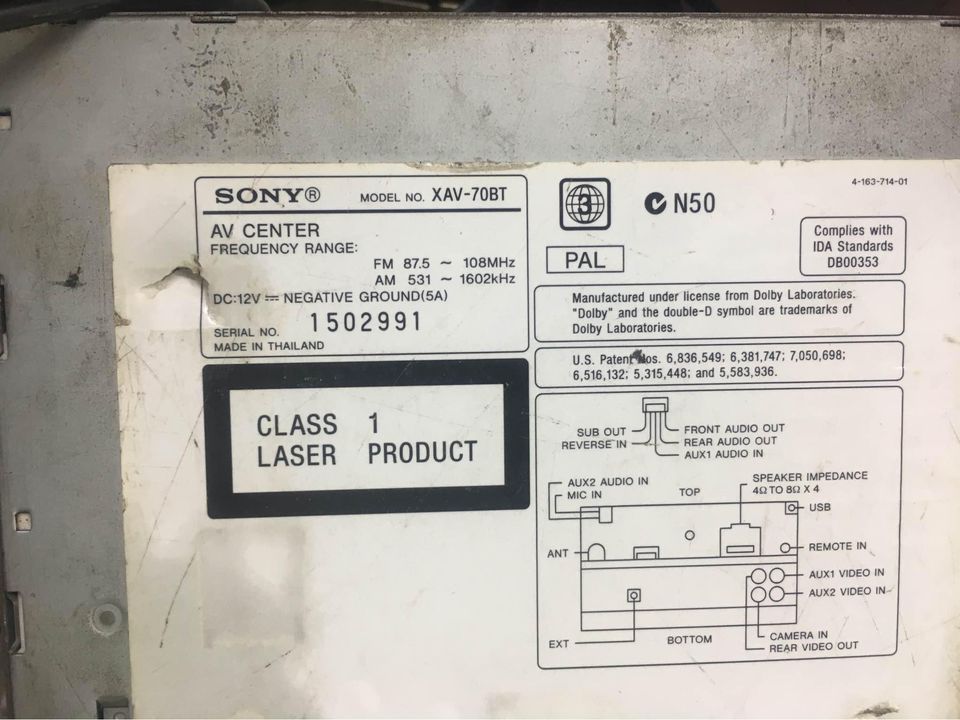 SONY® MODEL NO. XAV-70BT
AV CENTER
FREQUENCY RANGE:
FM 87.5 ~ 108MHz
AM 531 ~ 1602kHz
DC:12V ⎓ NEGATIVE GROUND(5A)
SERIAL NO. 1502991
MADE IN THAILAND
CLASS 1
LASER PRODUCT
4-163-714-01
3
N50
PAL
Complies with
IDA Standards
DB00353
Manufactured under license from Dolby Laboratories.
"Dolby" and the double-D symbol are trademarks of
Dolby Laboratories.
U.S. Patent Nos. 6,836,549; 6,381,747; 7,050,698;
6,516,132; 5,315,448; and 5,583,936.
SUB OUT
REVERSE IN
FRONT AUDIO OUT
REAR AUDIO OUT
AUX1 AUDIO IN
AUX2 AUDIO IN
MIC IN
TOP
SPEAKER IMPEDANCE
4Ω TO 8Ω X 4
USB
ANT
REMOTE IN
AUX1 VIDEO IN
AUX2 VIDEO IN
EXT
BOTTOM
CAMERA IN
REAR VIDEO OUT